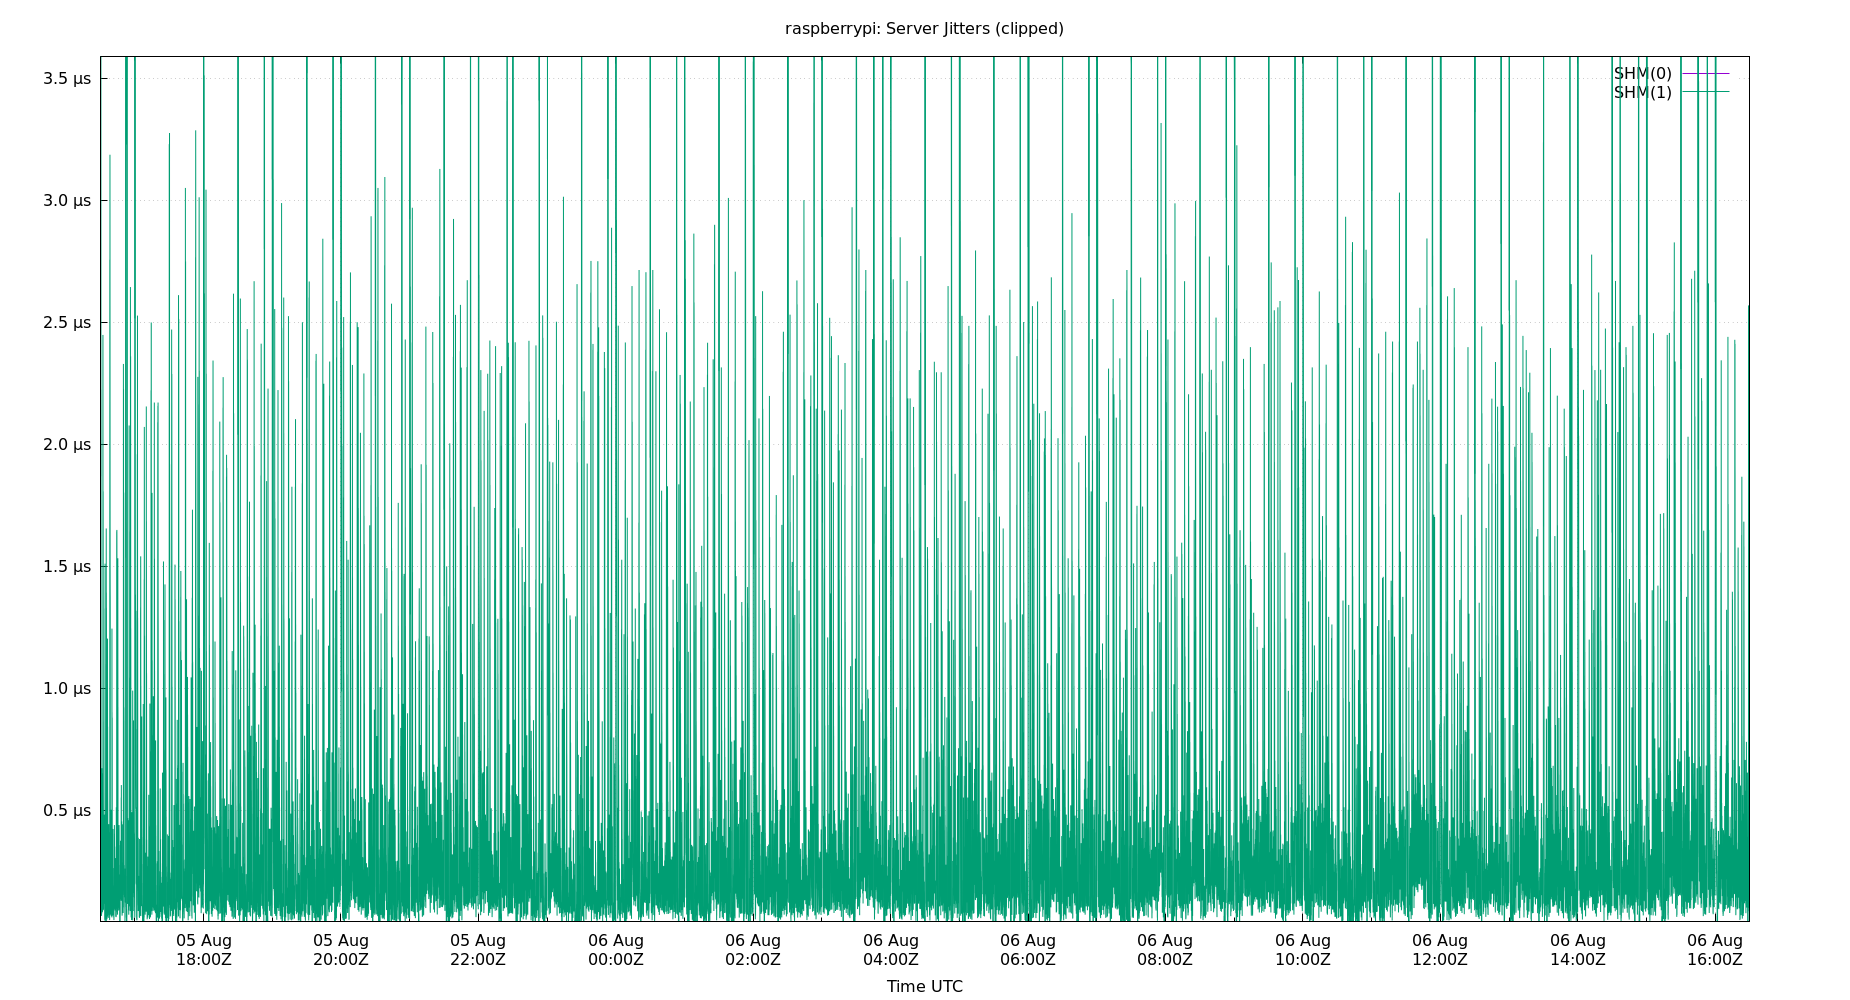 raspberrypi: Server Jitters (clipped)
3.5 µs
3.0 µs
2.5 µs
2.0 µs
1.5 µs
1.0 µs
0.5 µs
SHM(0)
SHM(1)
05 Aug
18:00Z
05 Aug
20:00Z
05 Aug
22:00Z
06 Aug
00:00Z
06 Aug
02:00Z
06 Aug
04:00Z
06 Aug
06:00Z
06 Aug
08:00Z
06 Aug
10:00Z
06 Aug
12:00Z
06 Aug
14:00Z
06 Aug
16:00Z
Time UTC